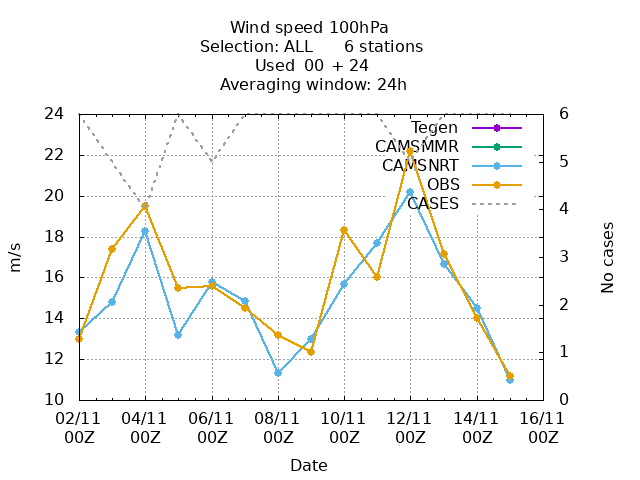 Wind speed 100hPa
Selection: ALL 6 stations
Used 00 + 24
Averaging window: 24h
24 6
Tegen
CAMSMMR
22 5
CAMSNRT
OBS
20 4
CASES
18
m/s
3
No cases
16
14 2
12 1
10 0
02/11 04/11 06/11 08/11 10/11 12/11 14/11 16/11
00Z 00Z 00Z 00Z 00Z 00Z 00Z 00Z
Date